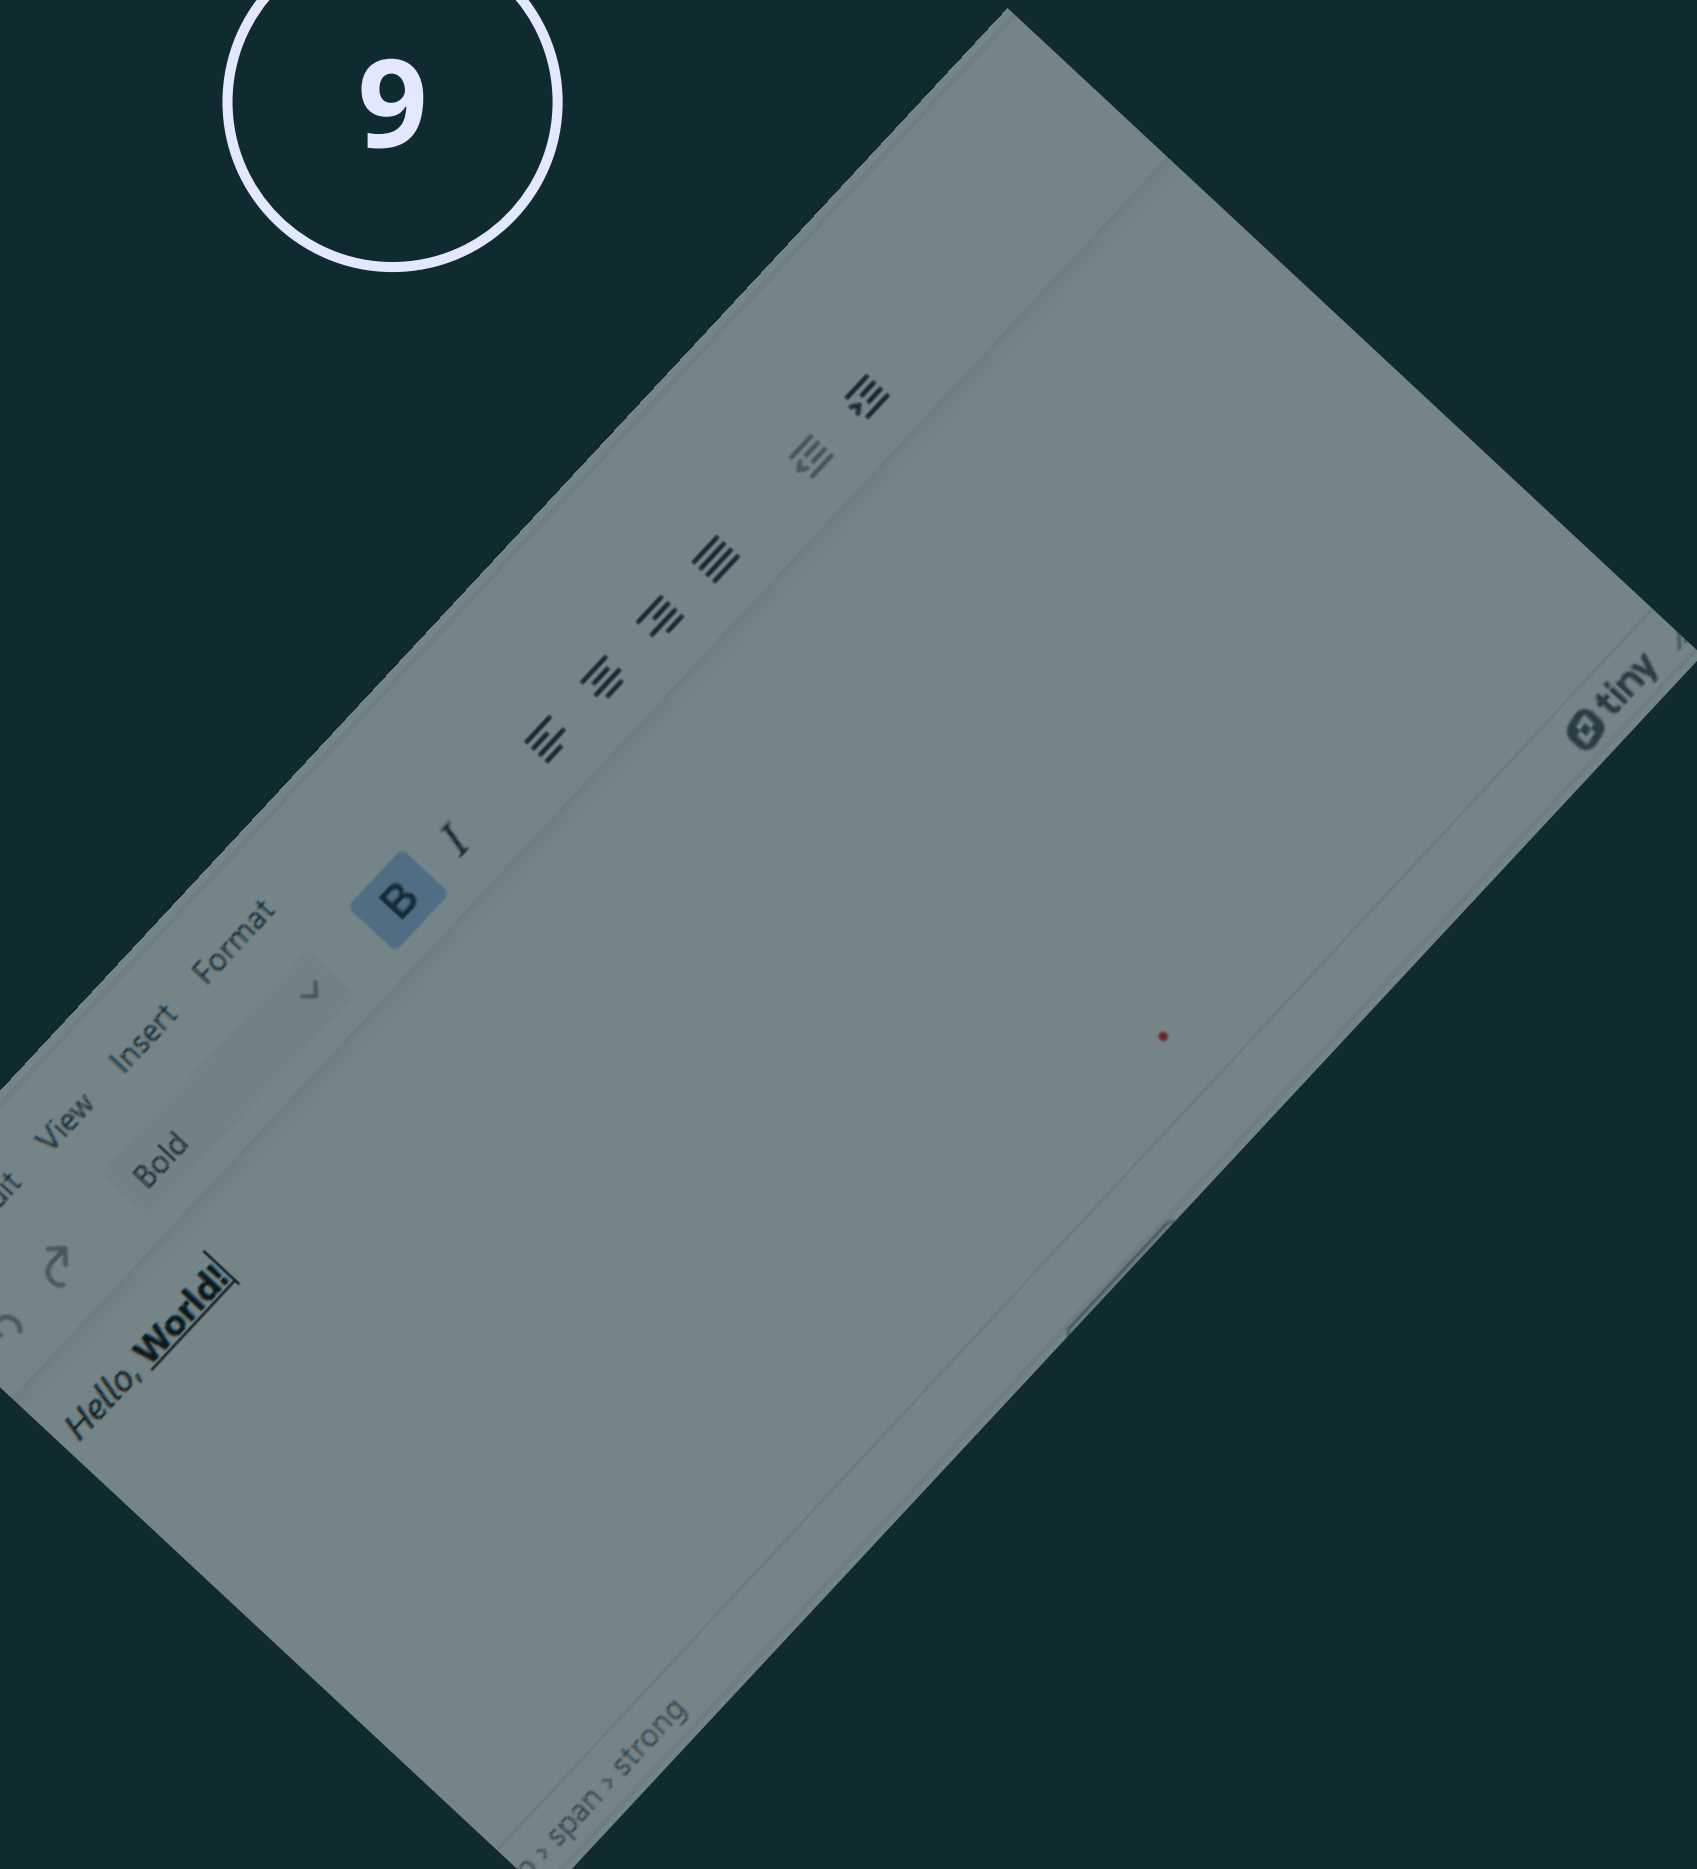 9
View Insert Format
Bold
B I
Hello, World!
› span › strong
tiny